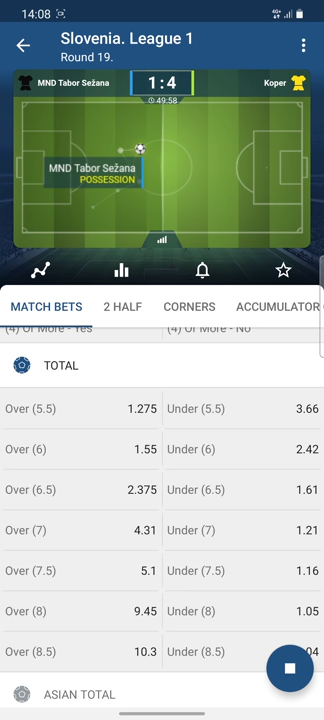 14:08
Slovenia. League 1
Round 19.
MND Tabor Sežana 1:4 Koper
49:58
MND Tabor Sežana
POSSESSION
MATCH BETS 2 HALF CORNERS ACCUMULATOR
(4) Or More - Yes (4) Or More - No
TOTAL
Over (5.5) 1.275 Under (5.5) 3.66
Over (6) 1.55 Under (6) 2.42
Over (6.5) 2.375 Under (6.5) 1.61
Over (7) 4.31 Under (7) 1.21
Over (7.5) 5.1 Under (7.5) 1.16
Over (8) 9.45 Under (8) 1.05
Over (8.5) 10.3 Under (8.5) 04
ASIAN TOTAL